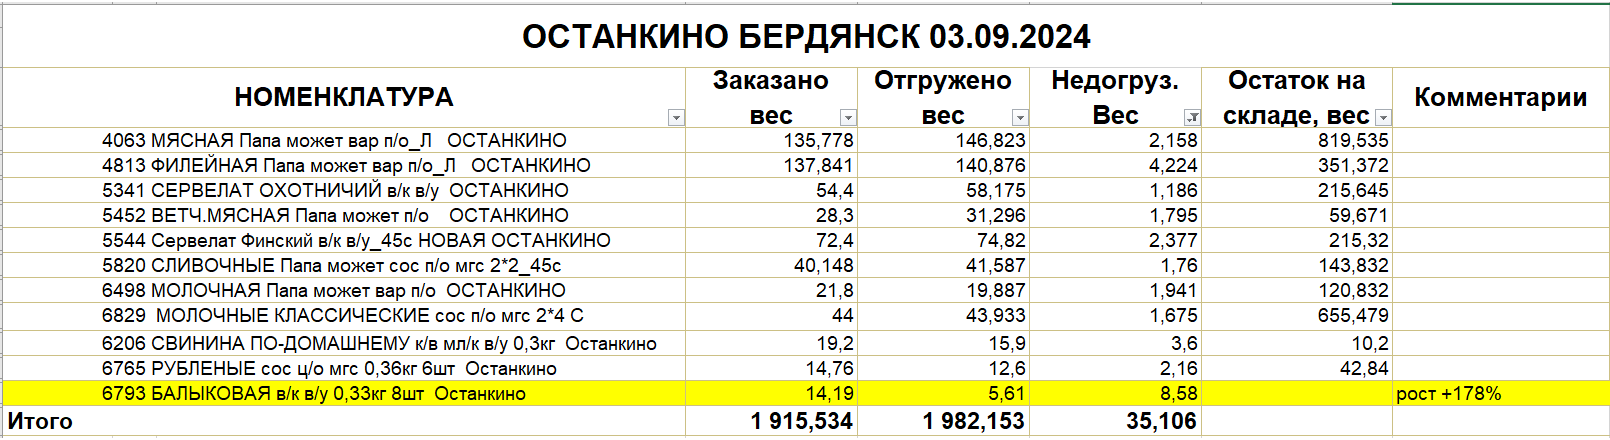 ОСТАНКИНО БЕРДЯНСК 03.09.2024
НОМЕНКЛАТУРА Заказано вес Отгружено вес Недогруз. Вес Остаток на складе, вес Комментарии
4063 МЯСНАЯ Папа может вар п/о_Л ОСТАНКИНО 135,778 146,823 2,158 819,535
4813 ФИЛЕЙНАЯ Папа может вар п/о_Л ОСТАНКИНО 137,841 140,876 4,224 351,372
5341 СЕРВЕЛАТ ОХОТНИЧИЙ в/к в/у ОСТАНКИНО 54,4 58,175 1,186 215,645
5452 ВЕТЧ.МЯСНАЯ Папа может п/о ОСТАНКИНО 28,3 31,296 1,795 59,671
5544 Сервелат Финский в/к в/у_45с НОВАЯ ОСТАНКИНО 72,4 74,82 2,377 215,32
5820 СЛИВОЧНЫЕ Папа может сос п/о мгс 2*2_45с 40,148 41,587 1,76 143,832
6498 МОЛОЧНАЯ Папа может вар п/о ОСТАНКИНО 21,8 19,887 1,941 120,832
6829 МОЛОЧНЫЕ КЛАССИЧЕСКИЕ сос п/о мгс 2*4 С 44 43,933 1,675 655,479
6206 СВИНИНА ПО-ДОМАШНЕМУ к/в мл/к в/у 0,3кг Останкино 19,2 15,9 3,6 10,2
6765 РУБЛЕНЫЕ сос ц/о мгс 0,36кг 6шт Останкино 14,76 12,6 2,16 42,84
6793 БАЛЫКОВАЯ в/к в/у 0,33кг 8шт Останкино 14,19 5,61 8,58 рост +178%
Итого 1 915,534 1 982,153 35,106